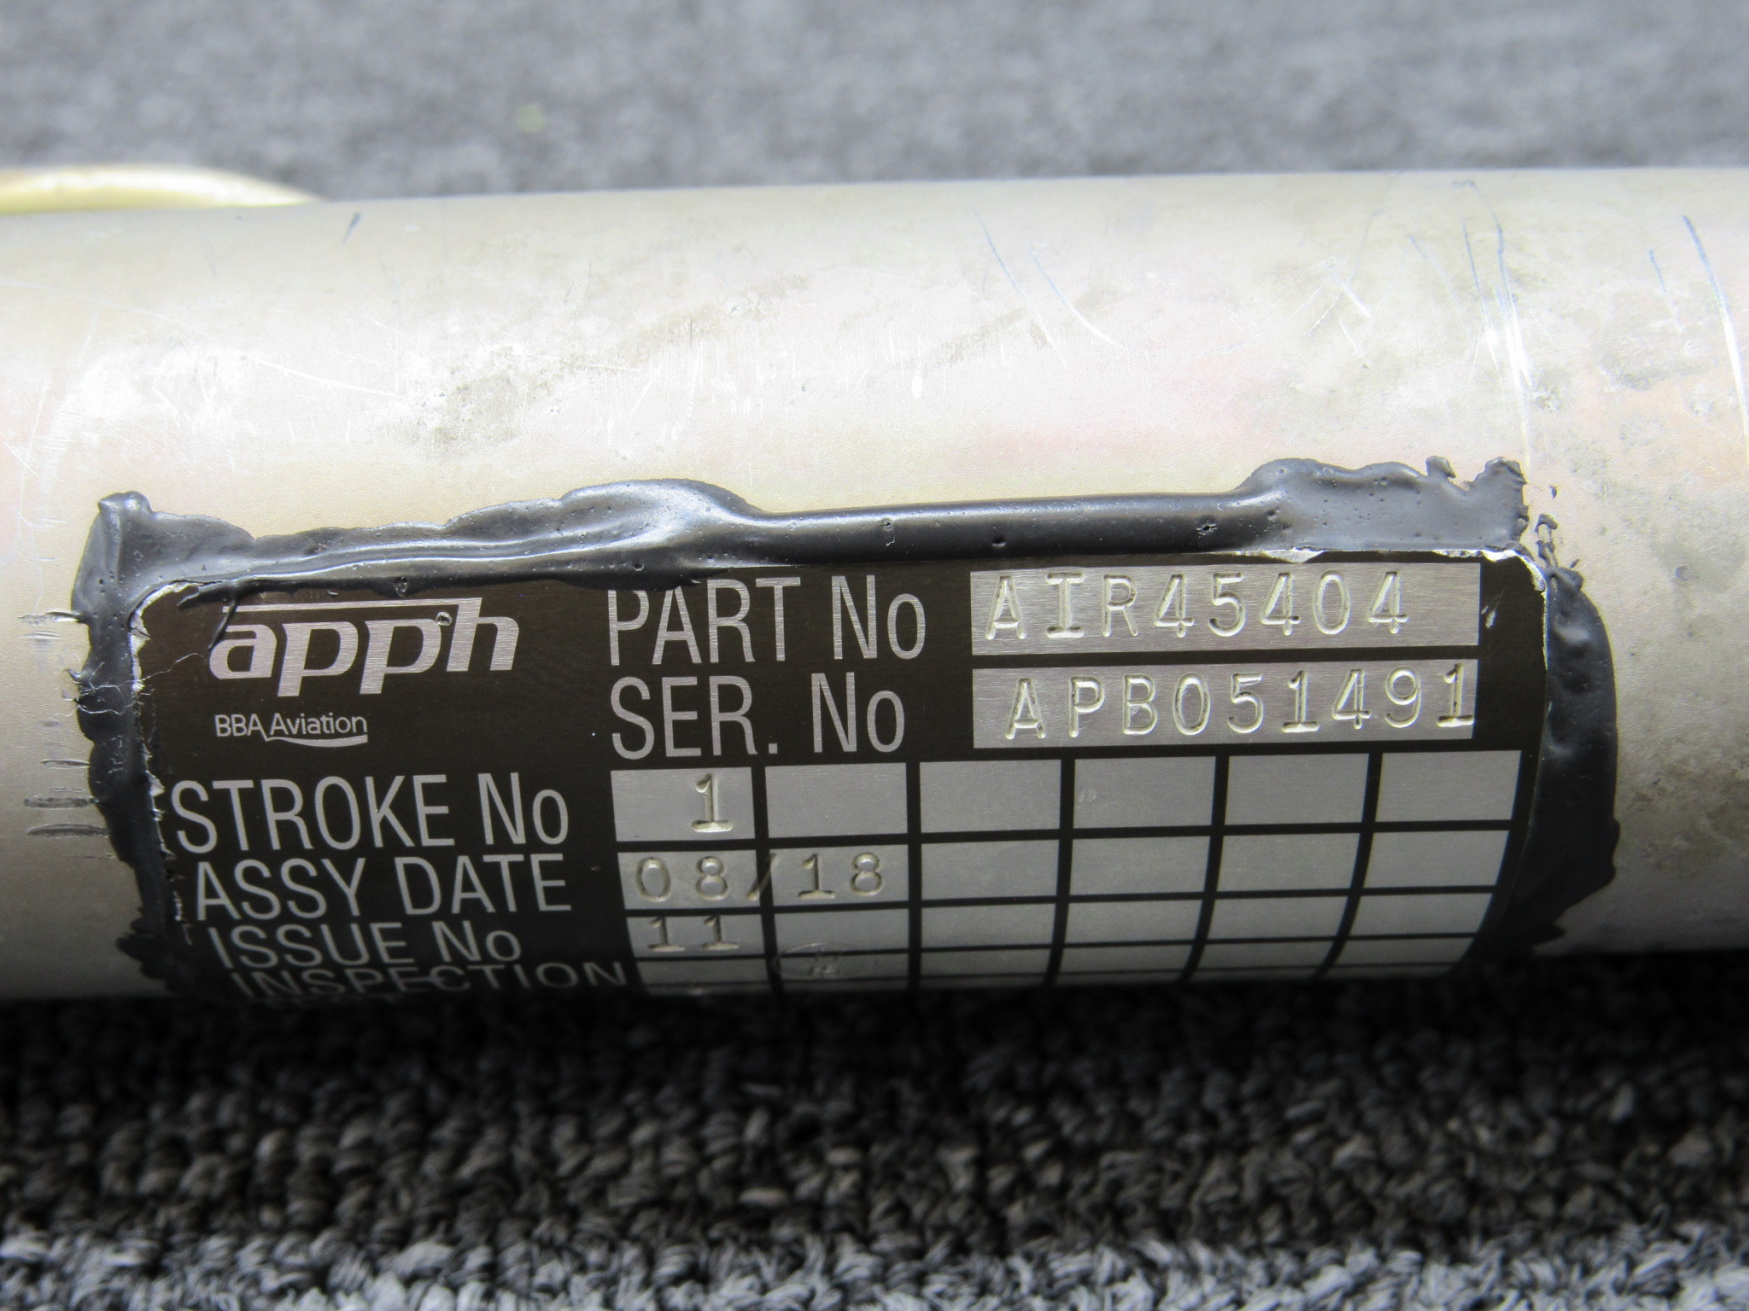 apph
BBA Aviation
PART No AIR45404
SER. No APB051491
STROKE No 1
ASSY DATE 08/18
ISSUE No 11
INSPECTION